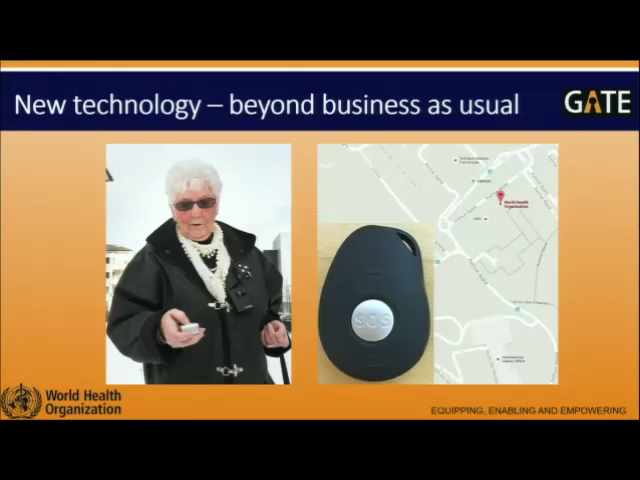 New technology – beyond business as usual
GATE
World Health
Organization
SOS
World Health
Organization
EQUIPPING, ENABLING AND EMPOWERING